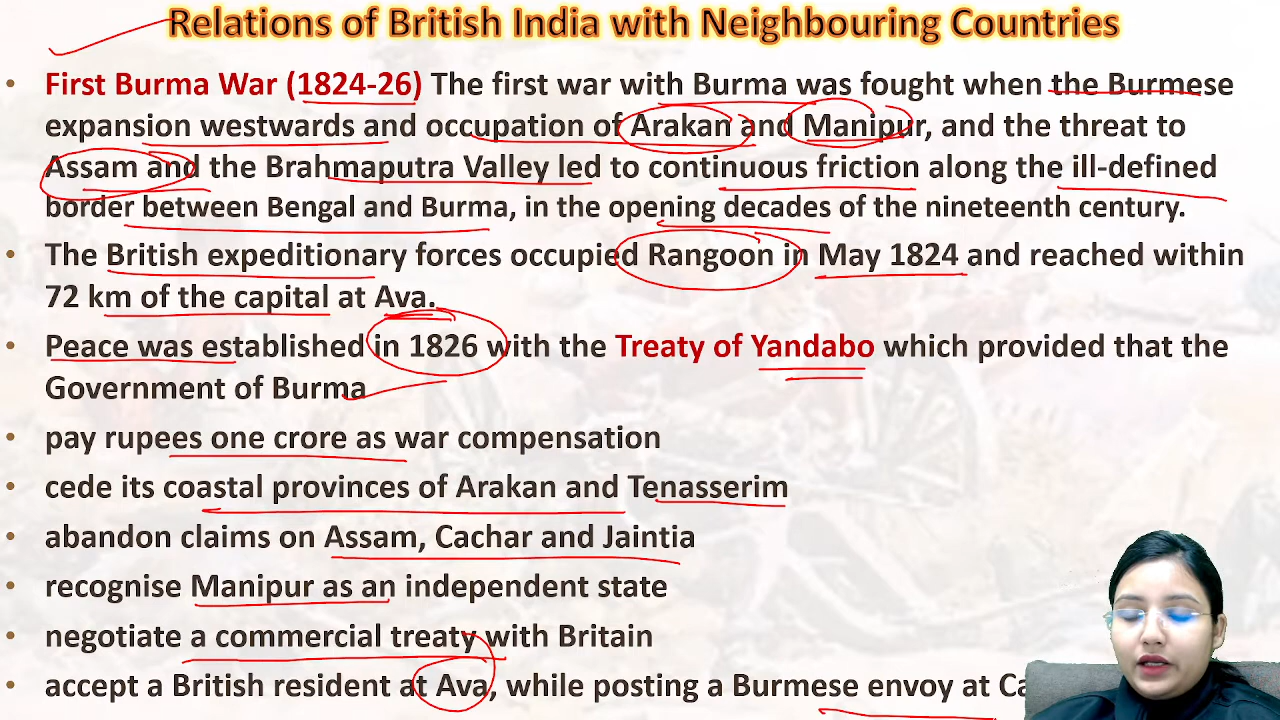 Relations of British India with Neighbouring Countries
• First Burma War (1824-26) The first war with Burma was fought when the Burmese
expansion westwards and occupation of Arakan and Manipur, and the threat to
Assam and the Brahmaputra Valley led to continuous friction along the ill-defined
border between Bengal and Burma, in the opening decades of the nineteenth century.
• The British expeditionary forces occupied Rangoon in May 1824 and reached within
72 km of the capital at Ava.
• Peace was established in 1826 with the Treaty of Yandabo which provided that the
Government of Burma
• pay rupees one crore as war compensation
• cede its coastal provinces of Arakan and Tenasserim
• abandon claims on Assam, Cachar and Jaintia
• recognise Manipur as an independent state
• negotiate a commercial treaty with Britain
• accept a British resident at Ava, while posting a Burmese envoy at